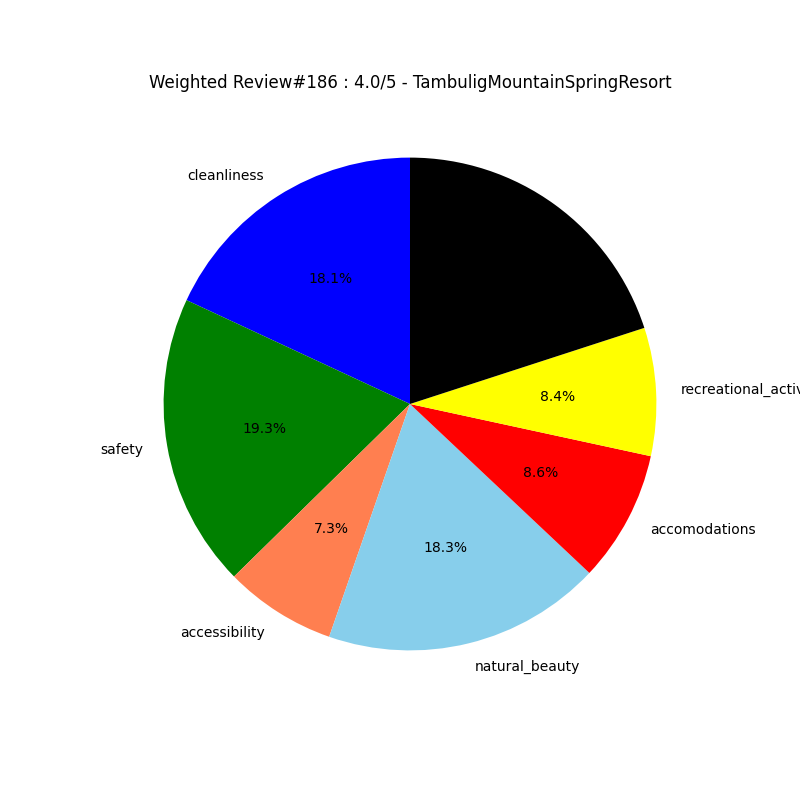 Weighted Review#186 : 4.0/5 - TambuligMountainSpringResort
cleanliness
18.1%
safety
19.3%
accessibility
7.3%
natural_beauty
18.3%
accomodations
8.6%
recreational_activ
8.4%